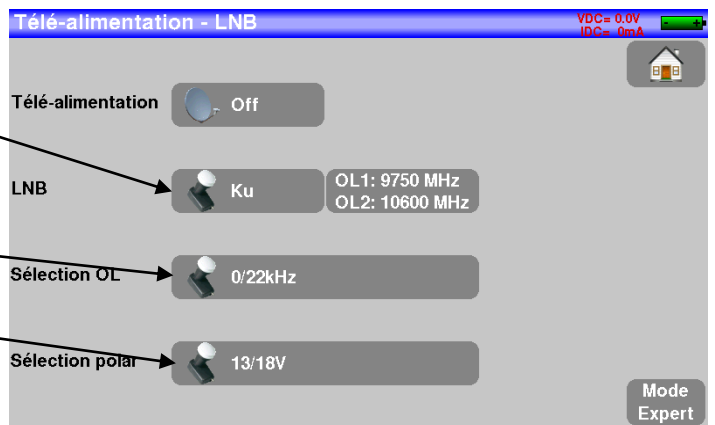 Télé-alimentation - LNB
VDC= 0.0V
IDC= 0mA
- +
Télé-alimentation
Off
LNB
Ku
OL1: 9750 MHz
OL2: 10600 MHz
Sélection OL
0/22kHz
Sélection polar
13/18V
Mode
Expert